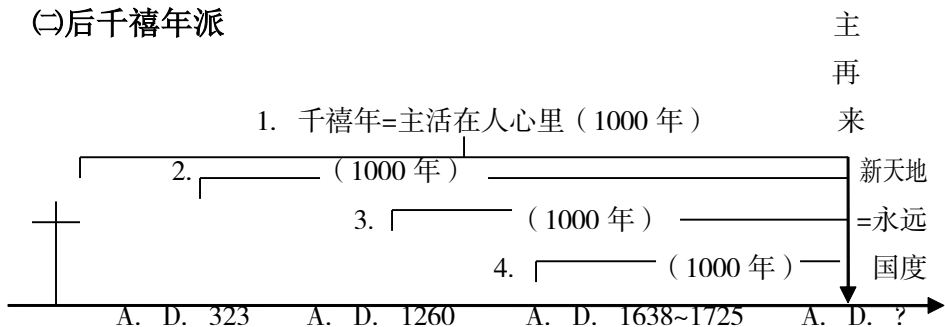 ㈡后千禧年派
主
再
来
1. 千禧年=主活在人心里（1000 年）
2. （1000 年）
新天地
3. （1000 年）
=永远
4. （1000 年）
国度
A. D. 323 A. D. 1260 A. D. 1638~1725 A. D. ?